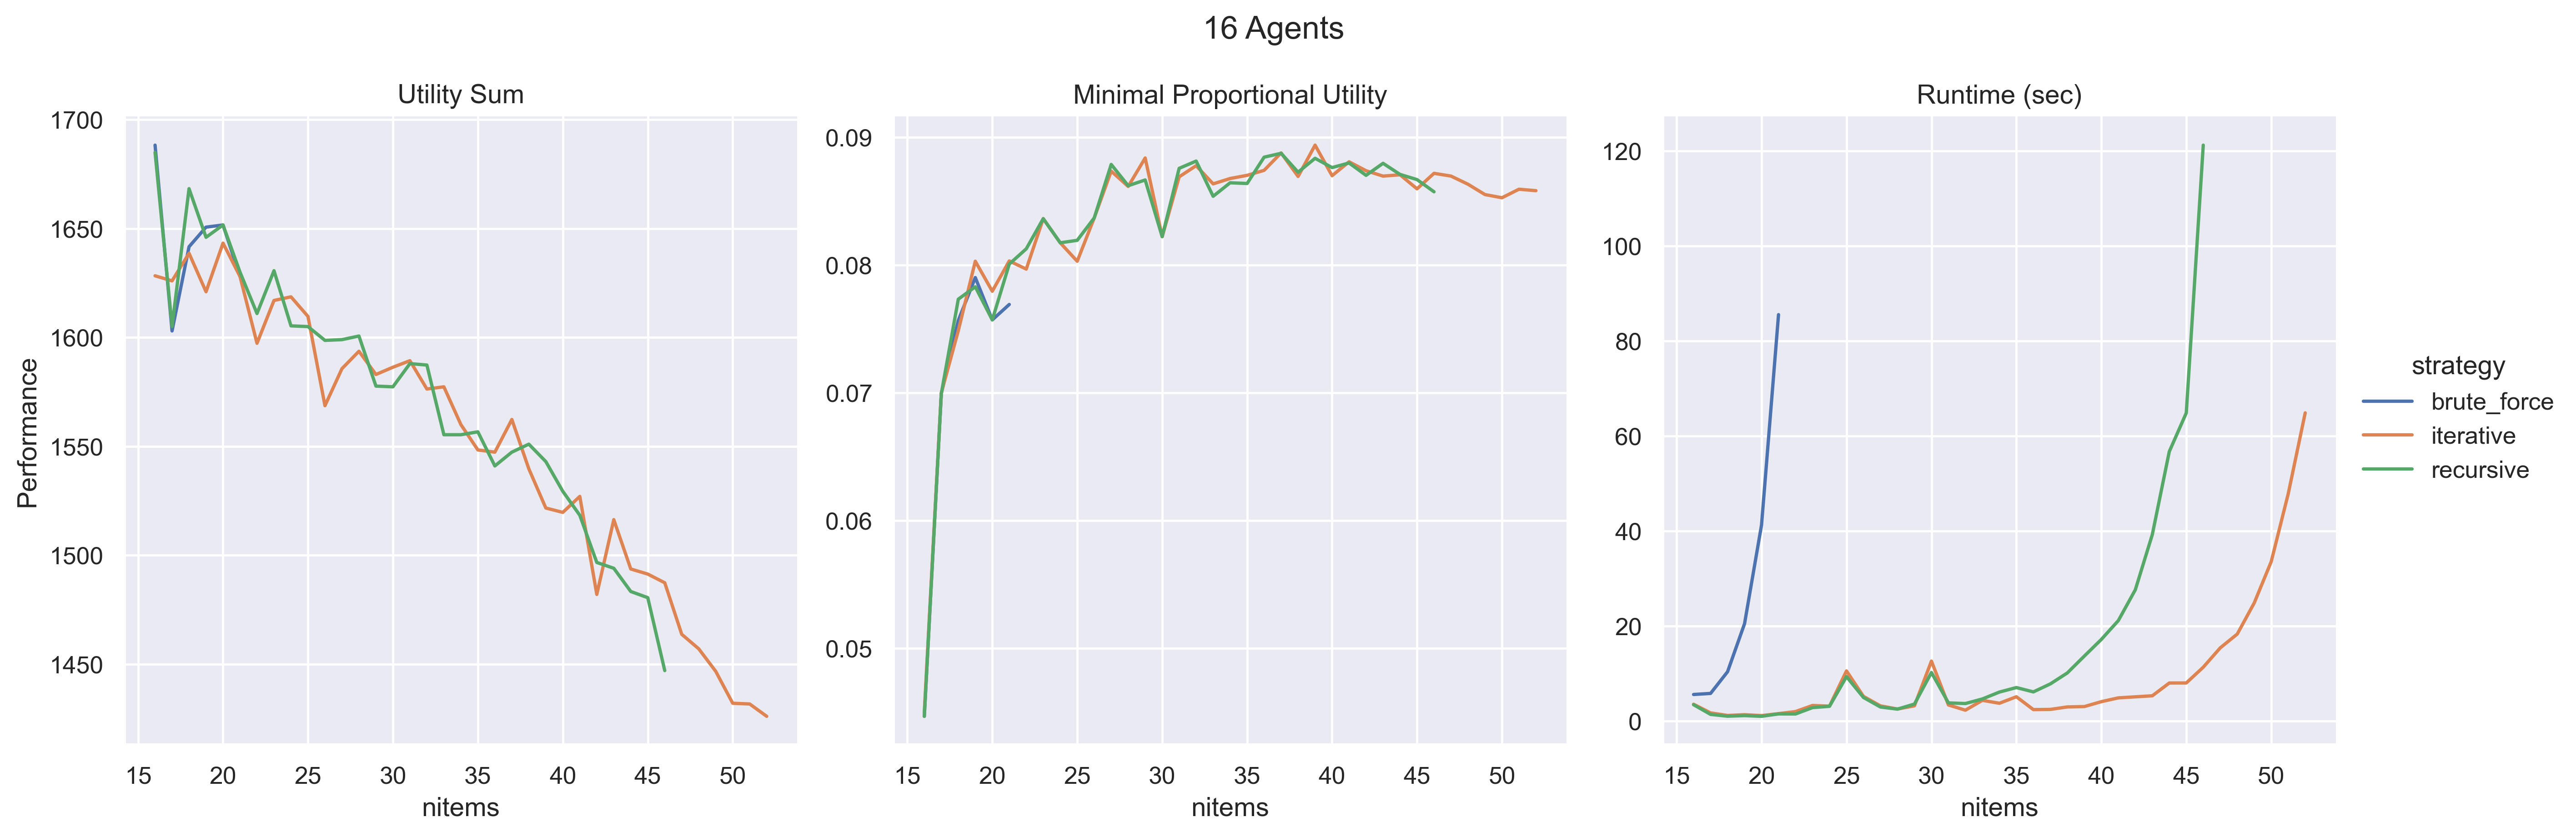 16 Agents
Utility Sum
Minimal Proportional Utility
Runtime (sec)
Performance
1700
1650
1600
1550
1500
1450
15 20 25 30 35 40 45 50
nitems
0.09
0.08
0.07
0.06
0.05
15 20 25 30 35 40 45 50
nitems
120
100
80
60
40
20
0
15 20 25 30 35 40 45 50
nitems
strategy
brute_force
iterative
recursive